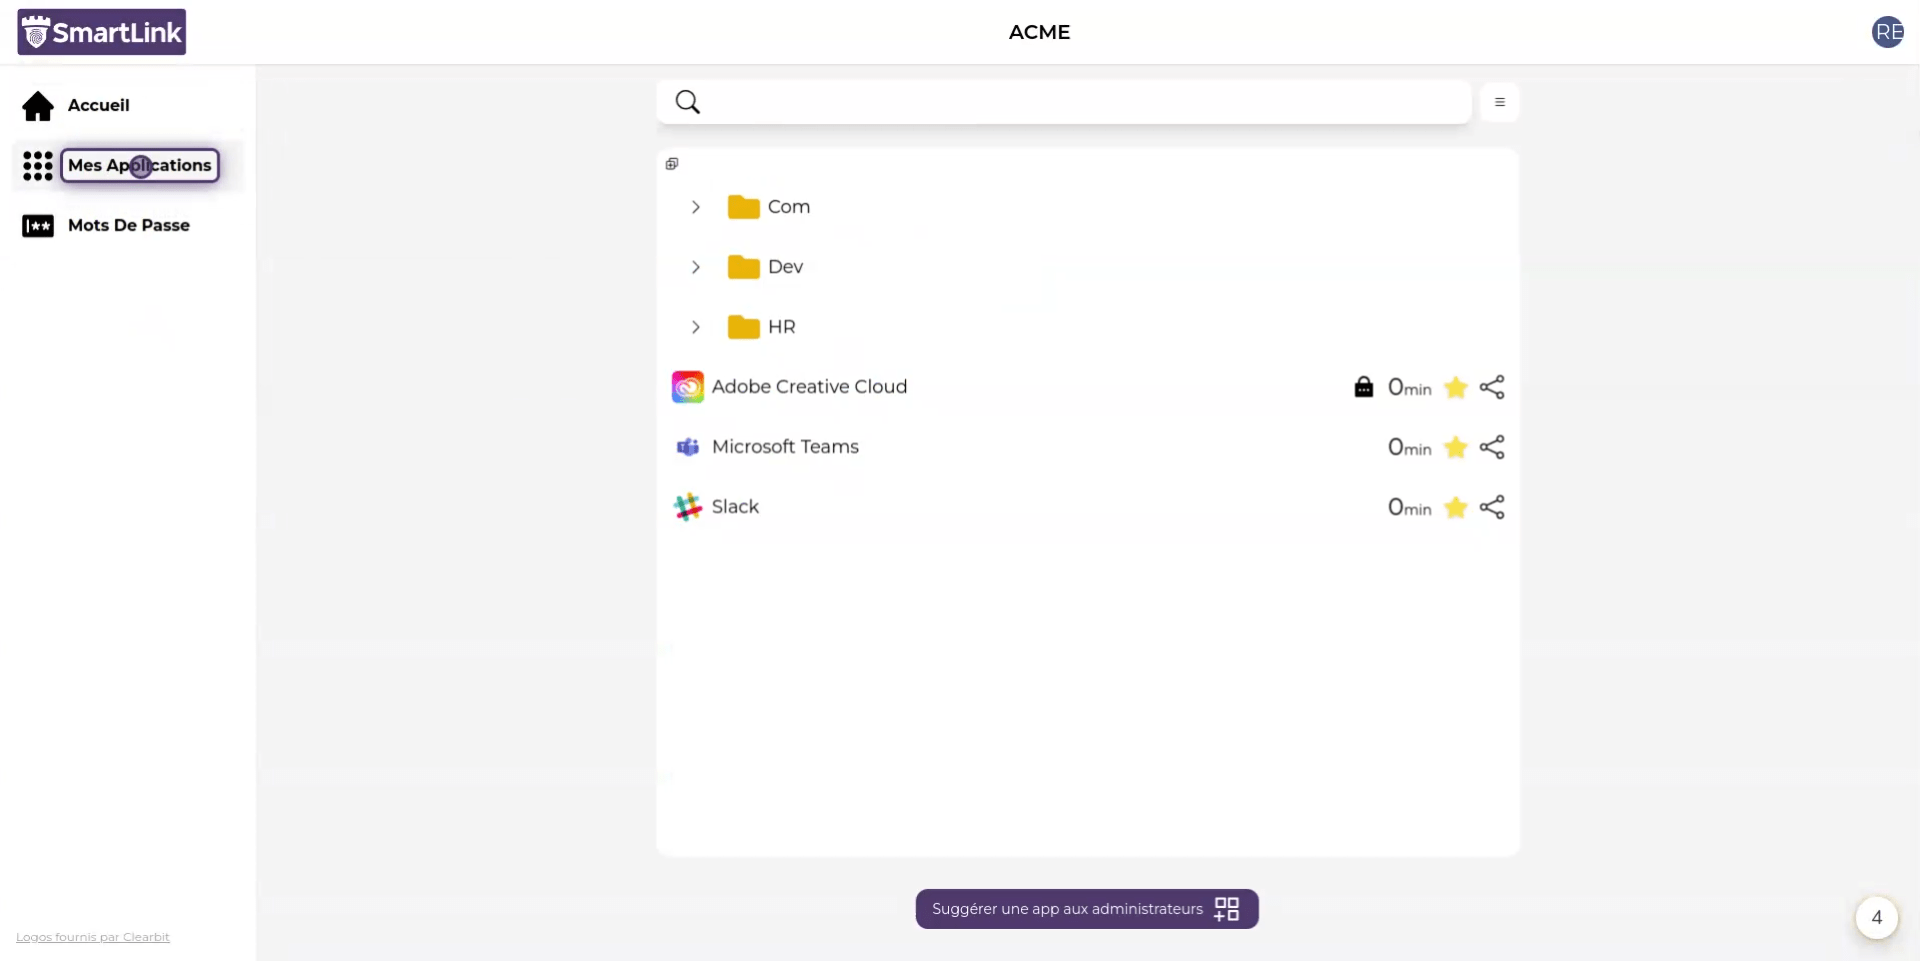 SmartLink
ACME
RE
Accueil
Mes Applications
Mots De Passe
Com
Dev
HR
Adobe Creative Cloud
0min
Microsoft Teams
0min
Slack
0min
Suggérer une app aux administrateurs
4
Logos fournis par Clearbit